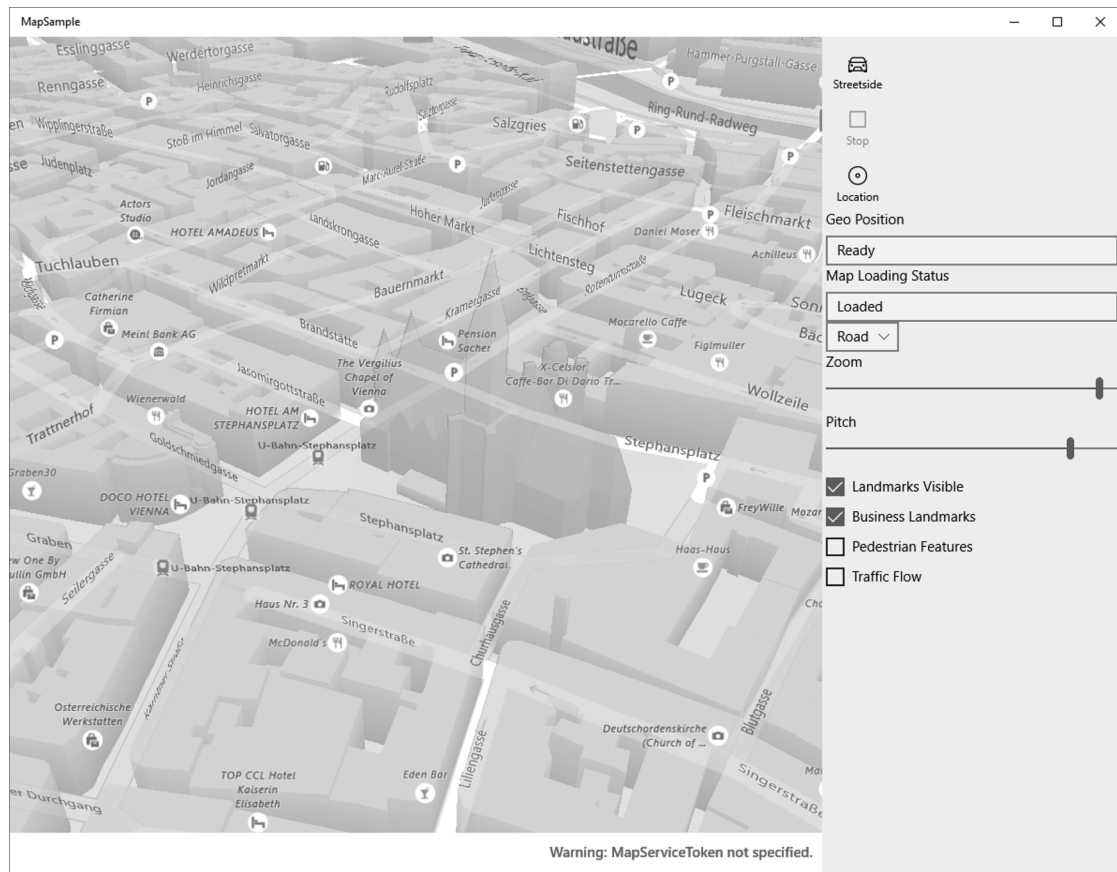 MapSample
Esslinggasse
Werdertorgasse
Hammer-Purgstall-Gasse
Renngasse
Heinrichsgasse
Rudolfsplatz
P
P
Salztorgasse
Ring-Rund-Radweg
Wipplingerstraße
Stoß im Himmel
Salvatorgasse
Salzgries
P
Judenplatz
Jordangasse
Marc-Aurel-Straße
P
Seitenstettengasse
P
Judengasse
Actors
Studio
HOTEL AMADEUS
Landskrongasse
Hoher Markt
Fischhof
P
Fleischmarkt
Daniel Moser
Achilleus
Tuchlauben
Wildpretmarkt
Lichtensteg
Rotenturmstraße
Bauernmarkt
Kramergasse
Lugeck
Catherine
Firmian
Meinl Bank AG
Brandstätte
Pension
Sacher
Mocarello Caffe
P
Figlmuller
The Vergilius
Chapel of
Vienna
P
X-Celsior
Caffe-Bar Di Dario Tr...
Jasomirgottstraße
Wollzeile
Wienerwald
Trattnerhof
HOTEL AM
STEPHANSPLATZ
Goldschmiedgasse
U-Bahn-Stephansplatz
Stephansplatz
Graben30
P
DOCO HOTEL
VIENNA
U-Bahn-Stephansplatz
FreyWille
Stephansplatz
Graben
St. Stephen's
Cathedral
Haas-Haus
U-Bahn-Stephansplatz
Seilergasse
ROYAL HOTEL
Haus Nr. 3
Singerstraße
McDonald's
Churhausgasse
Osterreichische
Werkstatten
Deutschordenskirche
(Church of ...
Blutgasse
Liliengasse
TOP CCL Hotel
Kaiserin
Elisabeth
Eden Bar
Singerstraße
Warning: MapServiceToken not specified.
Streetside
Stop
Location
Geo Position
Ready
Map Loading Status
Loaded
Road
Zoom
Pitch
Landmarks Visible
Business Landmarks
Pedestrian Features
Traffic Flow